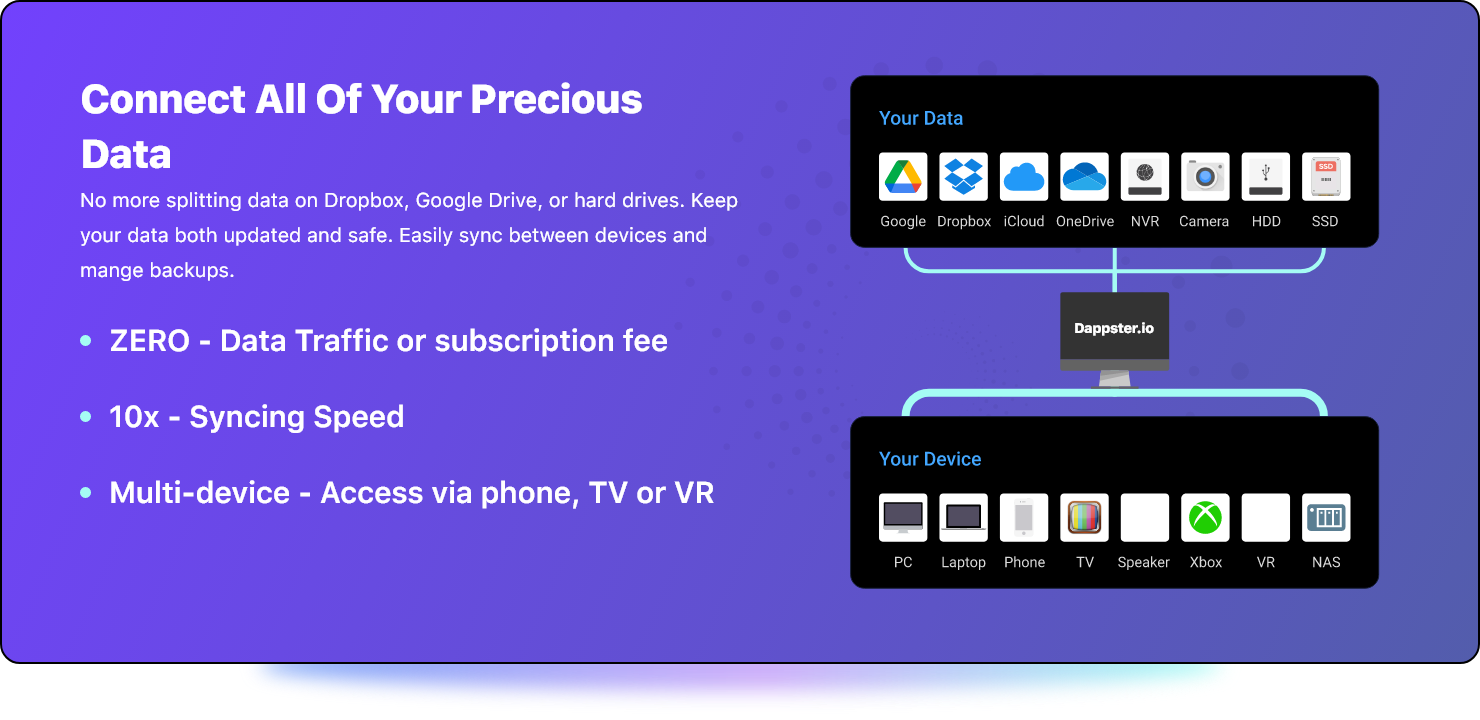 Connect All Of Your Precious
Data
No more splitting data on Dropbox, Google Drive, or hard drives. Keep
your data both updated and safe. Easily sync between devices and
mange backups.
ZERO - Data Traffic or subscription fee
10x - Syncing Speed
Multi-device - Access via phone, TV or VR
Your Data
SSD
Google Dropbox iCloud OneDrive NVR Camera HDD SSD
Dappster.io
Your Device
PC Laptop Phone TV Speaker Xbox VR NAS